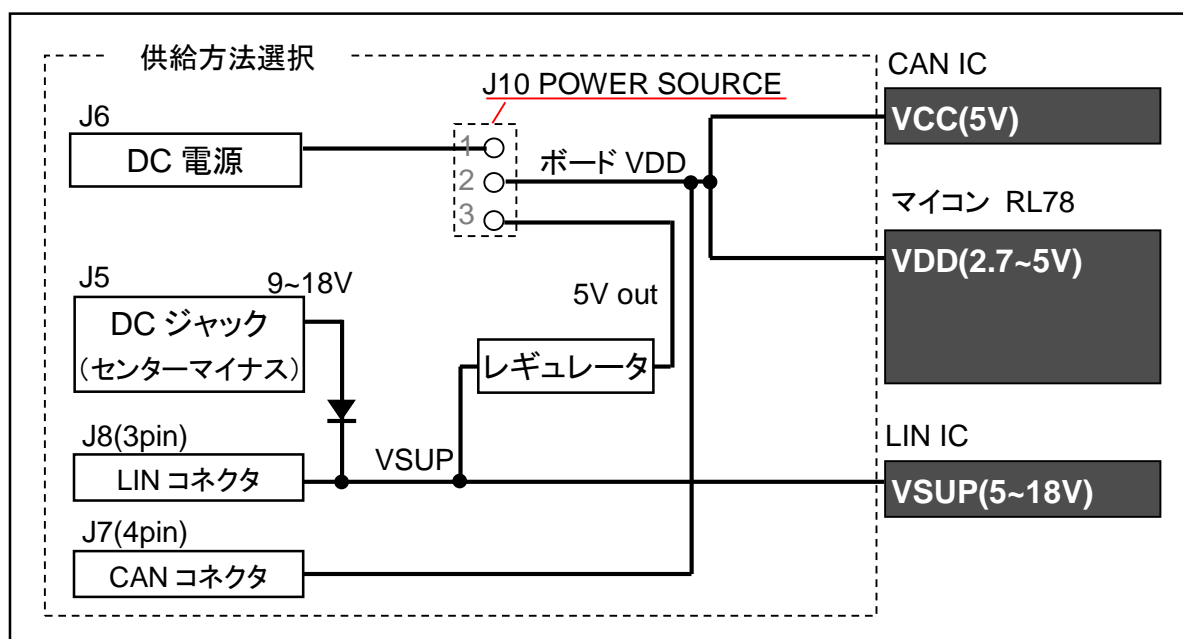 供給方法選択
J10 POWER SOURCE
J6
DC 電源
1
2
3
ボード VDD
CAN IC
VCC(5V)
マイコン RL78
VDD(2.7~5V)
J5
9~18V
DC ジャック
（センターマイナス）
5V out
レギュレータ
J8(3pin)
LIN コネクタ
VSUP
LIN IC
VSUP(5~18V)
J7(4pin)
CAN コネクタ